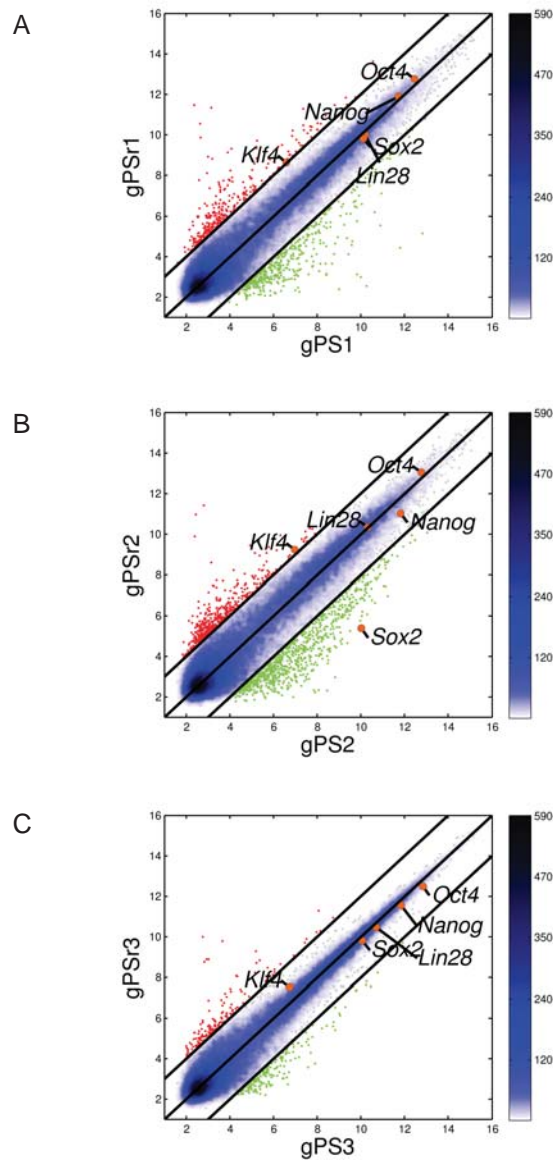 A
gPSr1
16
14
12
10
8
6
4
2
2 4 6 8 10 12 14 16
gPS1
Oct4
Nanog
Klf4
Sox2
Lin28
590
470
350
240
120
B
gPSr2
16
14
12
10
8
6
4
2
2 4 6 8 10 12 14 16
gPS2
Oct4
Lin28
Klf4
Nanog
Sox2
590
470
350
240
120
C
gPSr3
16
14
12
10
8
6
4
2
2 4 6 8 10 12 14 16
gPS3
Oct4
Nanog
Sox2
Lin28
Klf4
590
470
350
240
120